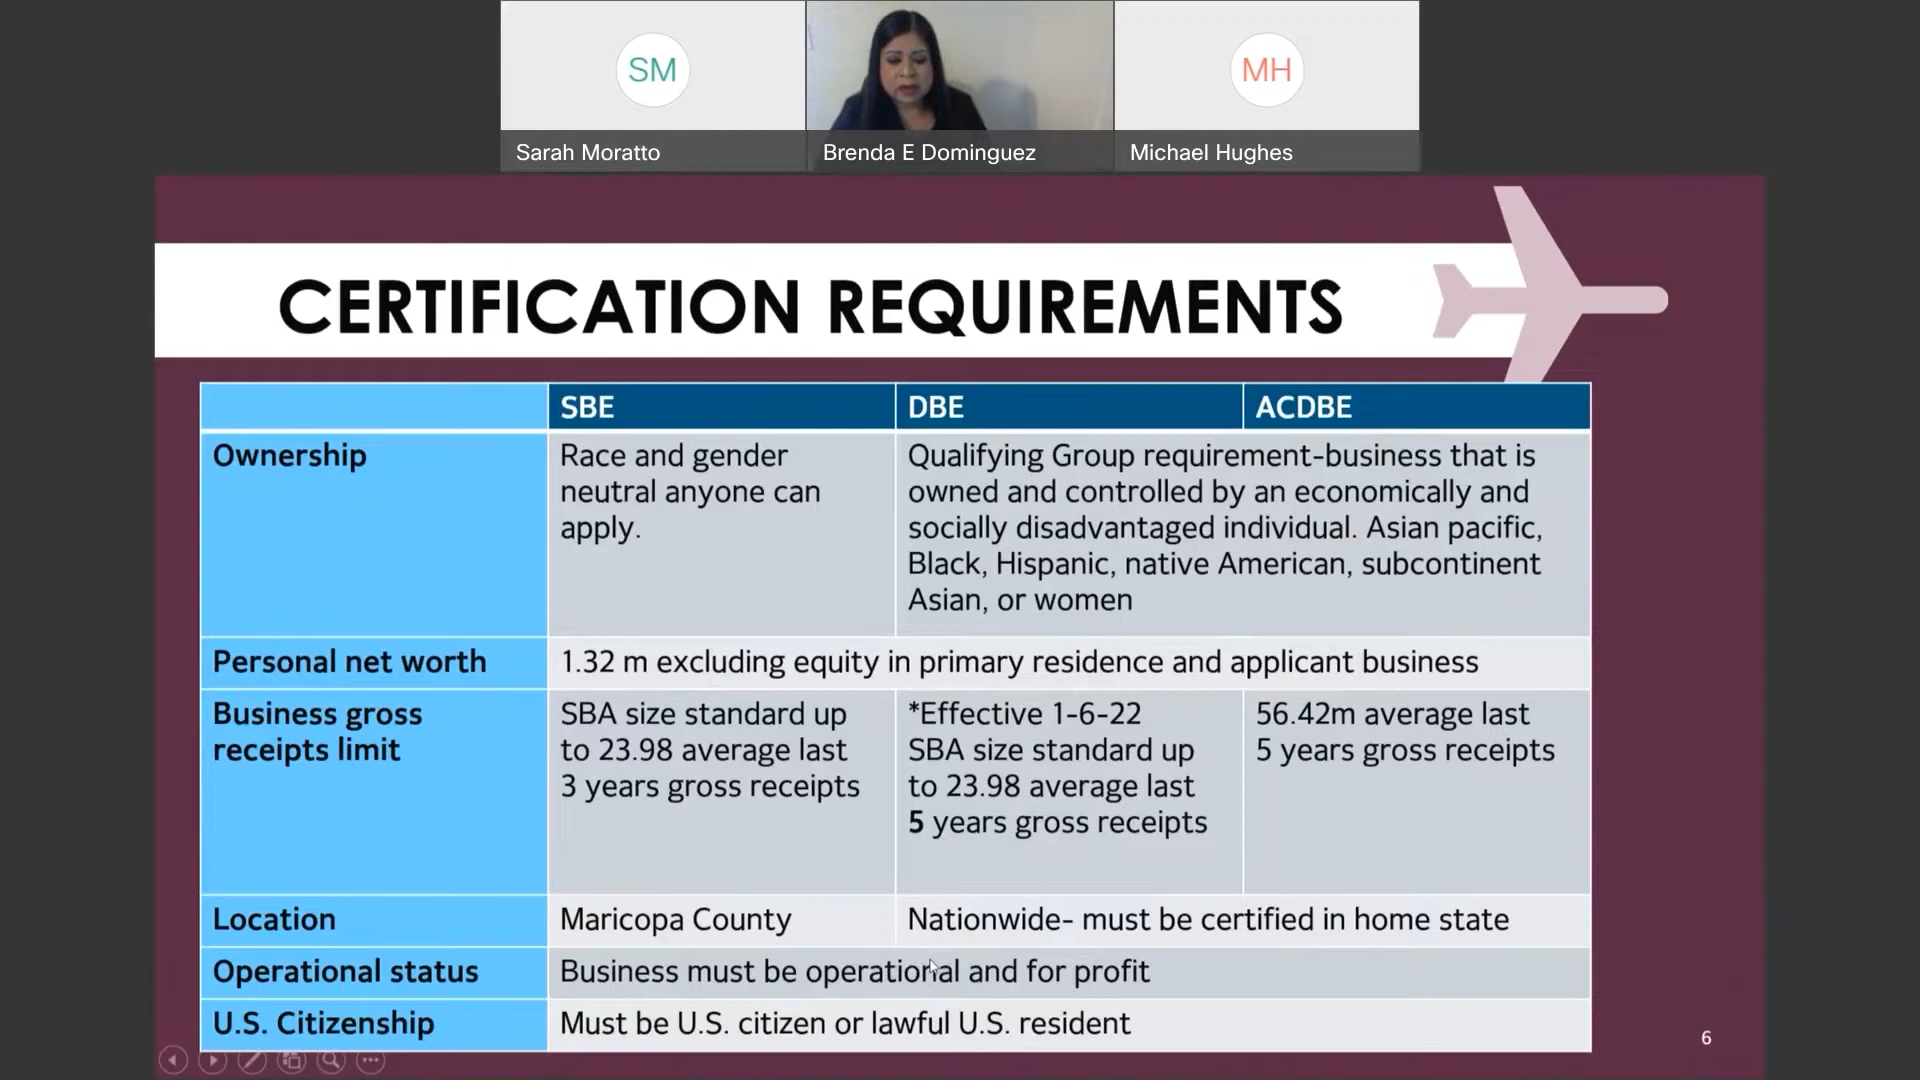 SM
MH
Sarah Moratto
Brenda E Dominguez
Michael Hughes
CERTIFICATION REQUIREMENTS
SBE
DBE
ACDBE
Ownership
Race and gender
neutral anyone can
apply.
Qualifying Group requirement-business that is
owned and controlled by an economically and
socially disadvantaged individual. Asian pacific,
Black, Hispanic, native American, subcontinent
Asian, or women
Personal net worth
1.32 m excluding equity in primary residence and applicant business
Business gross
receipts limit
SBA size standard up
to 23.98 average last
3 years gross receipts
*Effective 1-6-22
SBA size standard up
to 23.98 average last
5 years gross receipts
56.42m average last
5 years gross receipts
Location
Maricopa County
Nationwide- must be certified in home state
Operational status
Business must be operational and for profit
U.S. Citizenship
Must be U.S. citizen or lawful U.S. resident
6